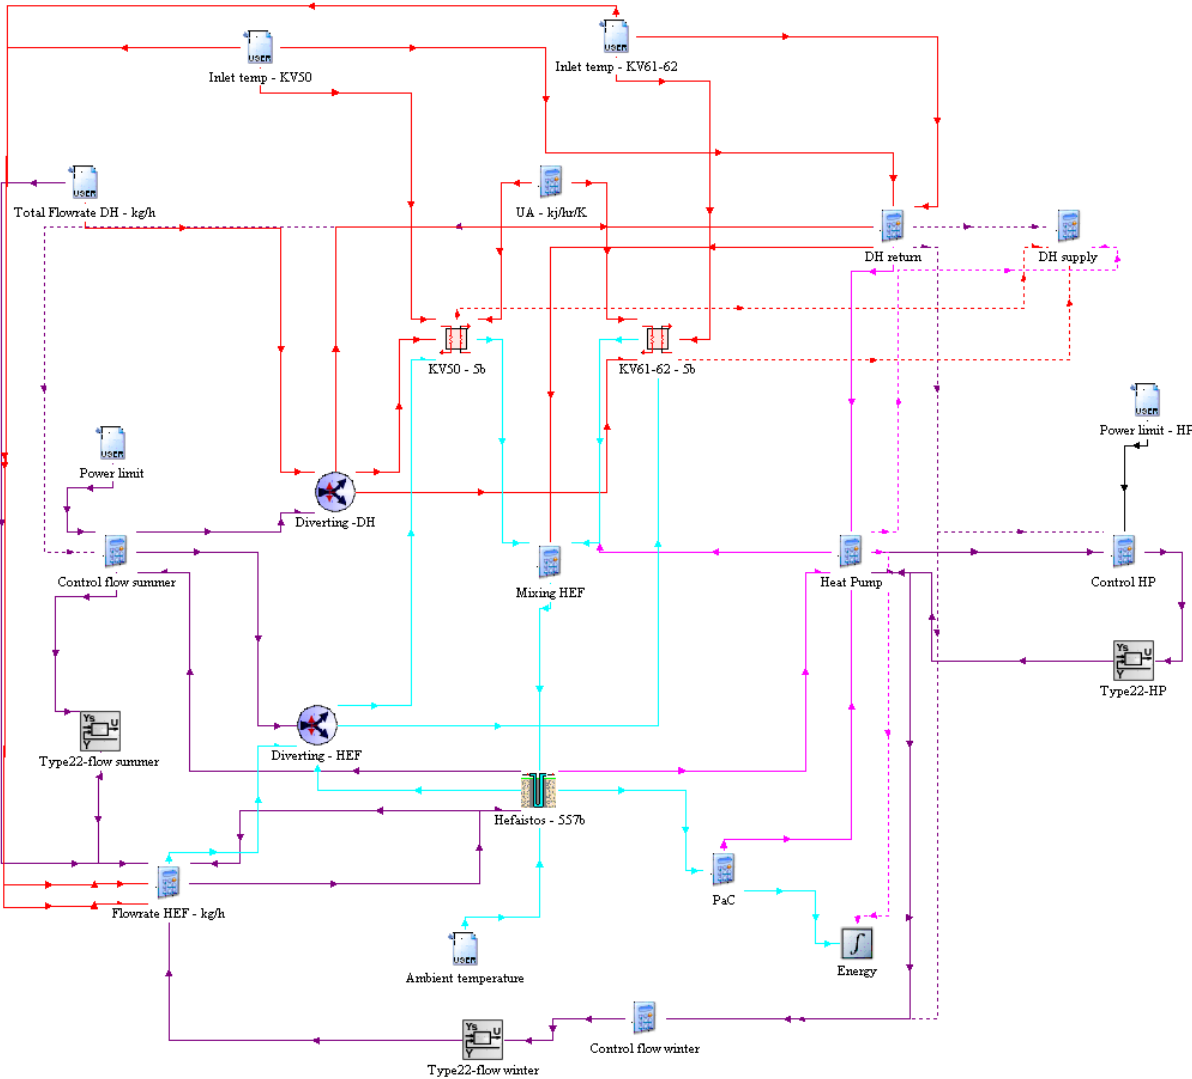 USER
USER
Inlet temp - KV61-62
Inlet temp - KV50
USER
Total Flowrate DH - kg/h
UA - kj/hr/K
DH return
DH supply
KV50 - 5b
KV61-62 - 5b
USER
Power limit - HP
USER
Power limit
Diverting -DH
Control flow summer
Mixing HEF
Heat Pump
Control HP
Ys
U
Y
Type22-HP
Ys
U
Y
Type22-flow summer
Diverting - HEF
Hefaistos - 557b
PaC
Flowrate HEF - kg/h
USER
Ambient temperature
∫
Energy
Ys
U
Y
Type22-flow winter
Control flow winter